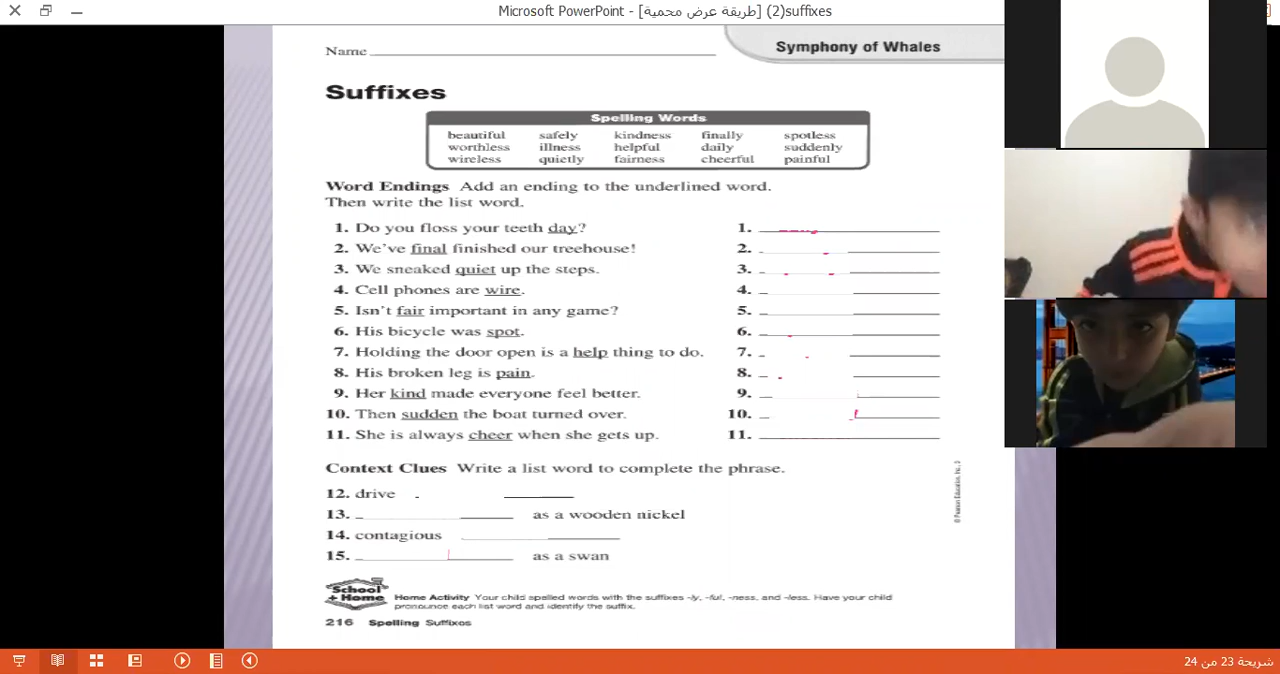 Microsoft PowerPoint - [طريقة عرض محمية] (2)suffixes
Name
Symphony of Whales
Suffixes
Spelling Words
beautiful safely kindness finally spotless
worthless illness helpful daily suddenly
wireless quietly fairness cheerful painful
Word Endings Add an ending to the underlined word.
Then write the list word.
1. Do you floss your teeth day? 1.
2. We've final finished our treehouse! 2.
3. We sneaked quiet up the steps. 3.
4. Cell phones are wire. 4.
5. Isn't fair important in any game? 5.
6. His bicycle was spot. 6.
7. Holding the door open is a help thing to do. 7.
8. His broken leg is pain. 8.
9. Her kind made everyone feel better. 9.
10. Then sudden the boat turned over. 10.
11. She is always cheer when she gets up. 11.
Context Clues Write a list word to complete the phrase.
12. drive
13. as a wooden nickel
14. contagious
15. as a swan
© Pearson Education, Inc., 3
School + Home
Home Activity Your child spelled words with the suffixes -ly, -ful, -ness, and -less. Have your child
pronounce each list word and identify the suffix.
216 Spelling Suffixes
شريحة 23 من 24